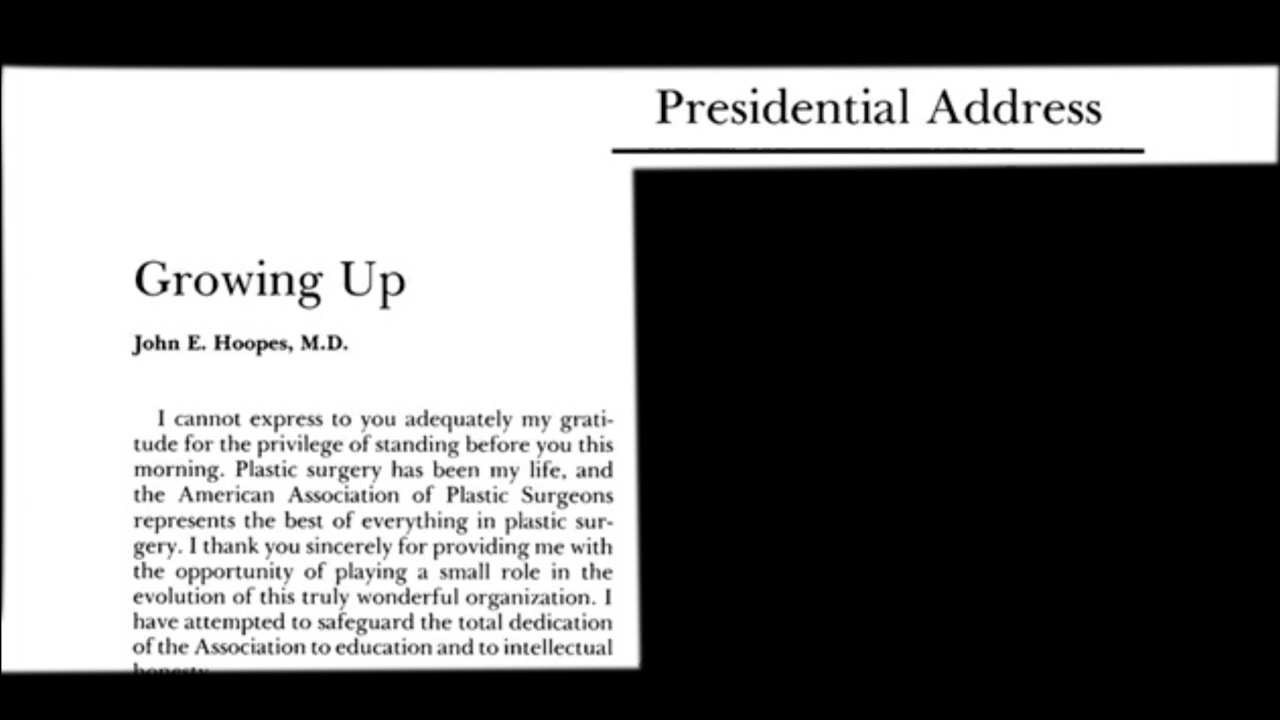 Presidential Address
Growing Up
John E. Hoopes, M.D.
I cannot express to you adequately my grati-
tude for the privilege of standing before you this
morning. Plastic surgery has been my life, and
the American Association of Plastic Surgeons
represents the best of everything in plastic sur-
gery. I thank you sincerely for providing me with
the opportunity of playing a small role in the
evolution of this truly wonderful organization. I
have attempted to safeguard the total dedication
of the Association to education and to intellectual